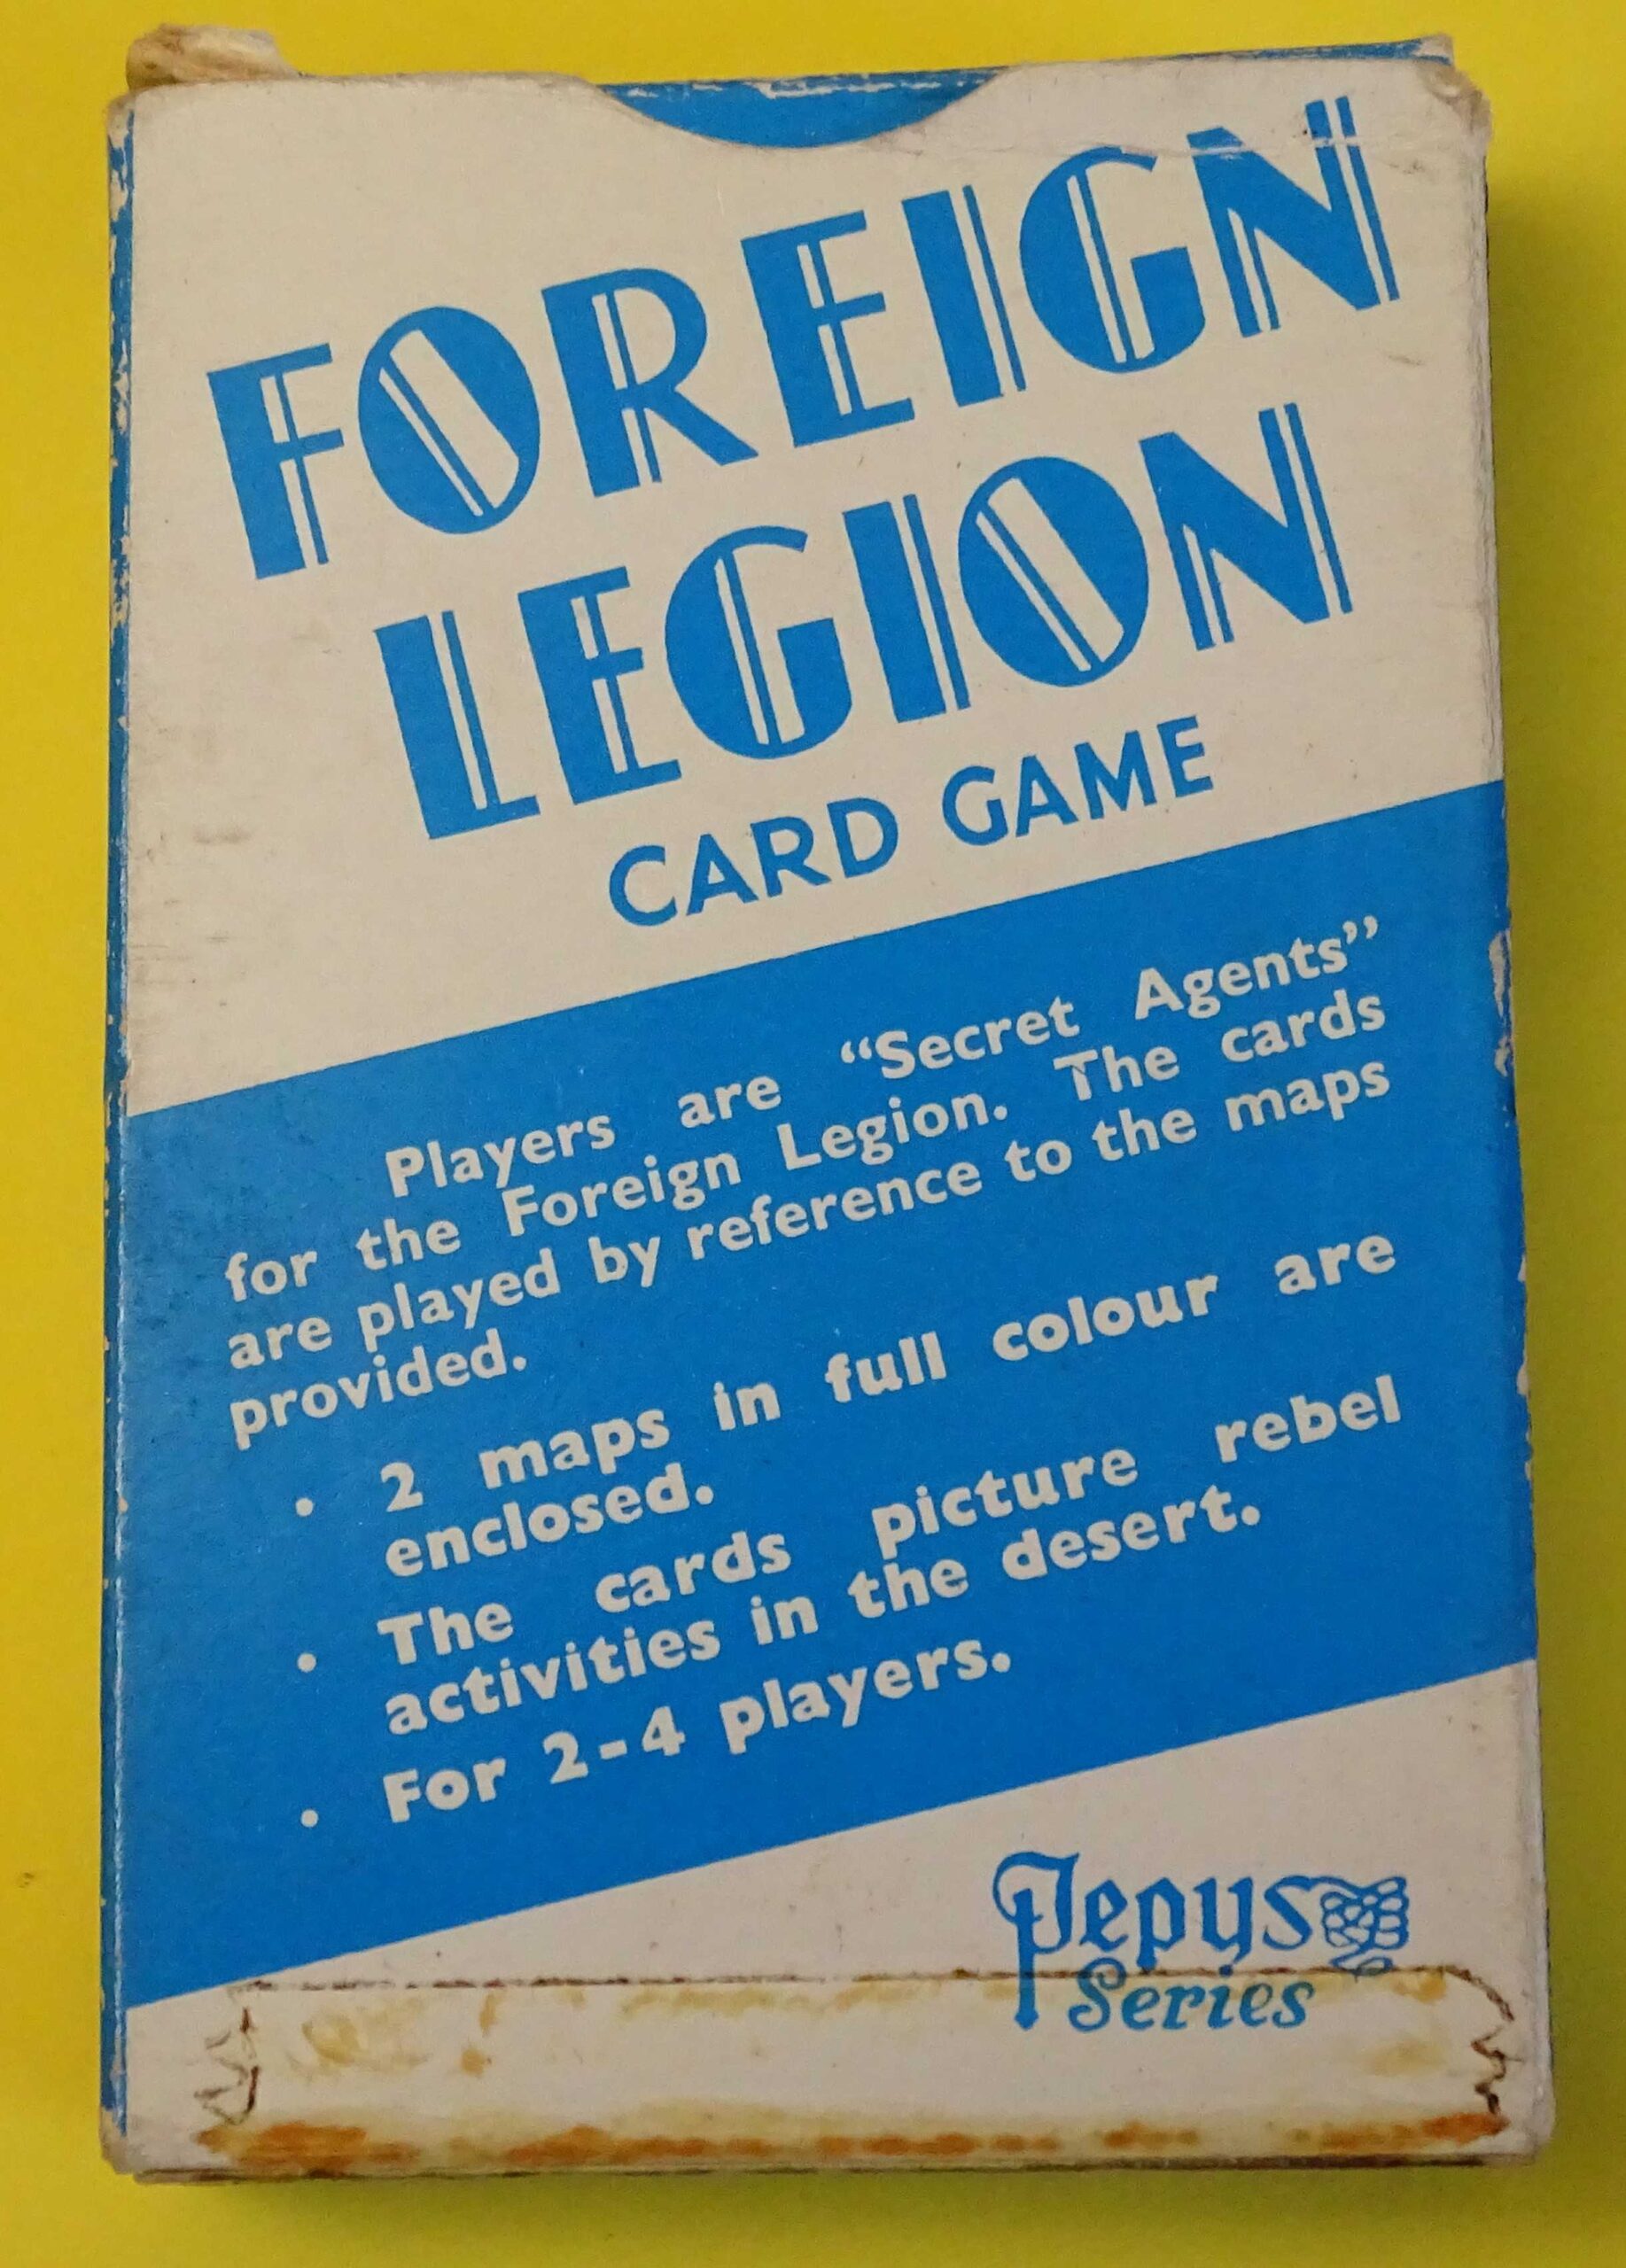 FOREIGN
LEGION
CARD GAME
Players are “Secret Agents”
for the Foreign Legion. The cards
are played by reference to the maps
provided.
• 2 maps in full colour are
enclosed.
• The cards picture rebel
activities in the desert.
• For 2-4 players.
Pepys
Series